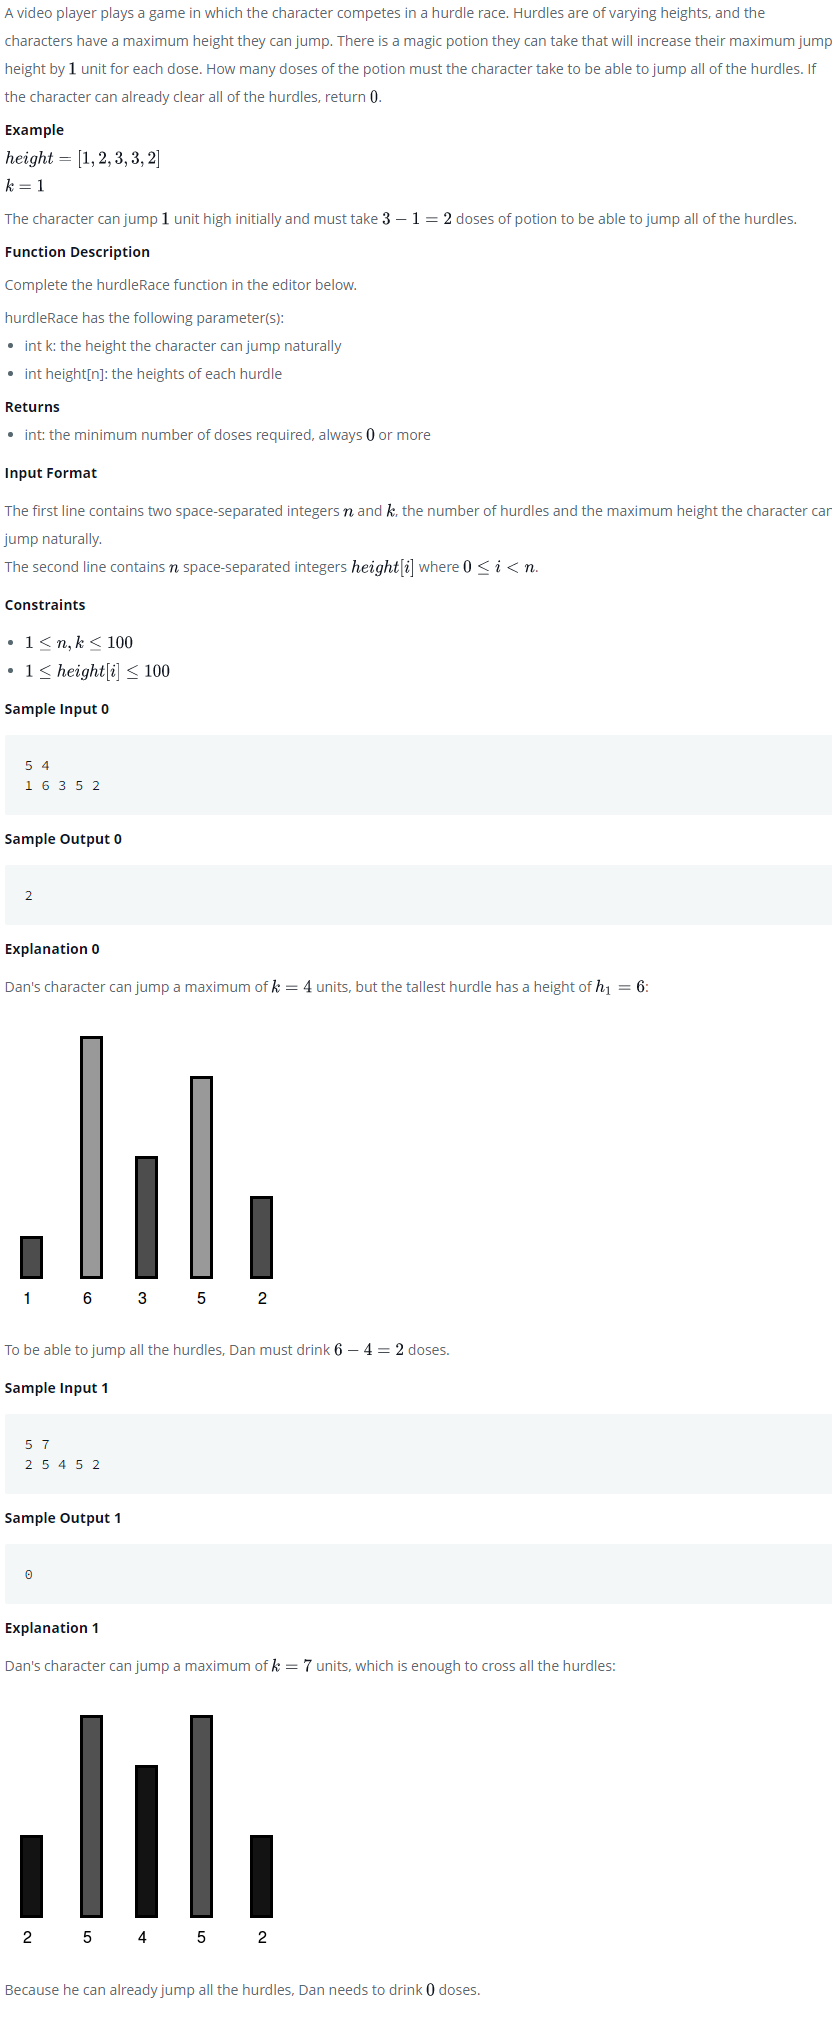 A video player plays a game in which the character competes in a hurdle race. Hurdles are of varying heights, and the
characters have a maximum height they can jump. There is a magic potion they can take that will increase their maximum jump
height by 1 unit for each dose. How many doses of the potion must the character take to be able to jump all of the hurdles. If
the character can already clear all of the hurdles, return 0.
Example
height = [1, 2, 3, 3, 2]
k = 1
The character can jump 1 unit high initially and must take 3 − 1 = 2 doses of potion to be able to jump all of the hurdles.
Function Description
Complete the hurdleRace function in the editor below.
hurdleRace has the following parameter(s):
• int k: the height the character can jump naturally
• int height[n]: the heights of each hurdle
Returns
• int: the minimum number of doses required, always 0 or more
Input Format
The first line contains two space-separated integers n and k, the number of hurdles and the maximum height the character can
jump naturally.
The second line contains n space-separated integers height[i] where 0 ≤ i < n.
Constraints
• 1 ≤ n, k ≤ 100
• 1 ≤ height[i] ≤ 100
Sample Input 0
5 4
1 6 3 5 2
Sample Output 0
2
Explanation 0
Dan's character can jump a maximum of k = 4 units, but the tallest hurdle has a height of h₁ = 6:
1 6 3 5 2
To be able to jump all the hurdles, Dan must drink 6 − 4 = 2 doses.
Sample Input 1
5 7
2 5 4 5 2
Sample Output 1
0
Explanation 1
Dan's character can jump a maximum of k = 7 units, which is enough to cross all the hurdles:
2 5 4 5 2
Because he can already jump all the hurdles, Dan needs to drink 0 doses.